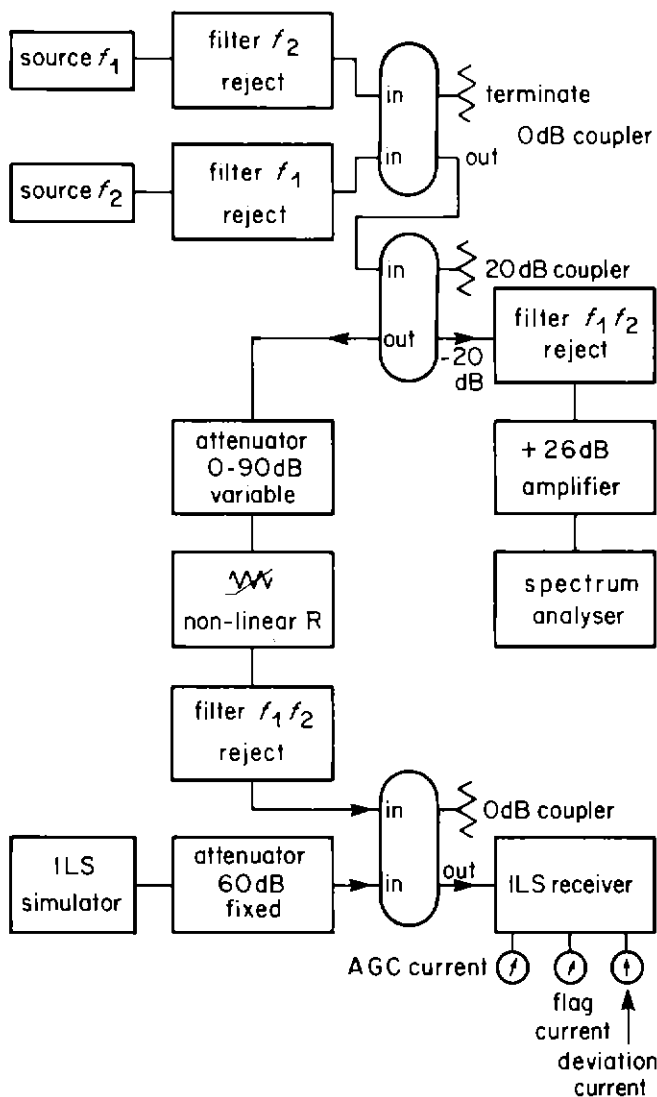 source f1
filter f2
reject
in
terminate
0dB coupler
source f2
filter f1
reject
in
out
in
20dB coupler
out
-20
dB
filter f1 f2
reject
attenuator
0-90dB
variable
+26dB
amplifier
non-linear R
spectrum
analyser
filter f1 f2
reject
in
0dB coupler
ILS
simulator
attenuator
60dB
fixed
in
out
ILS receiver
AGC current
flag
current
deviation
current